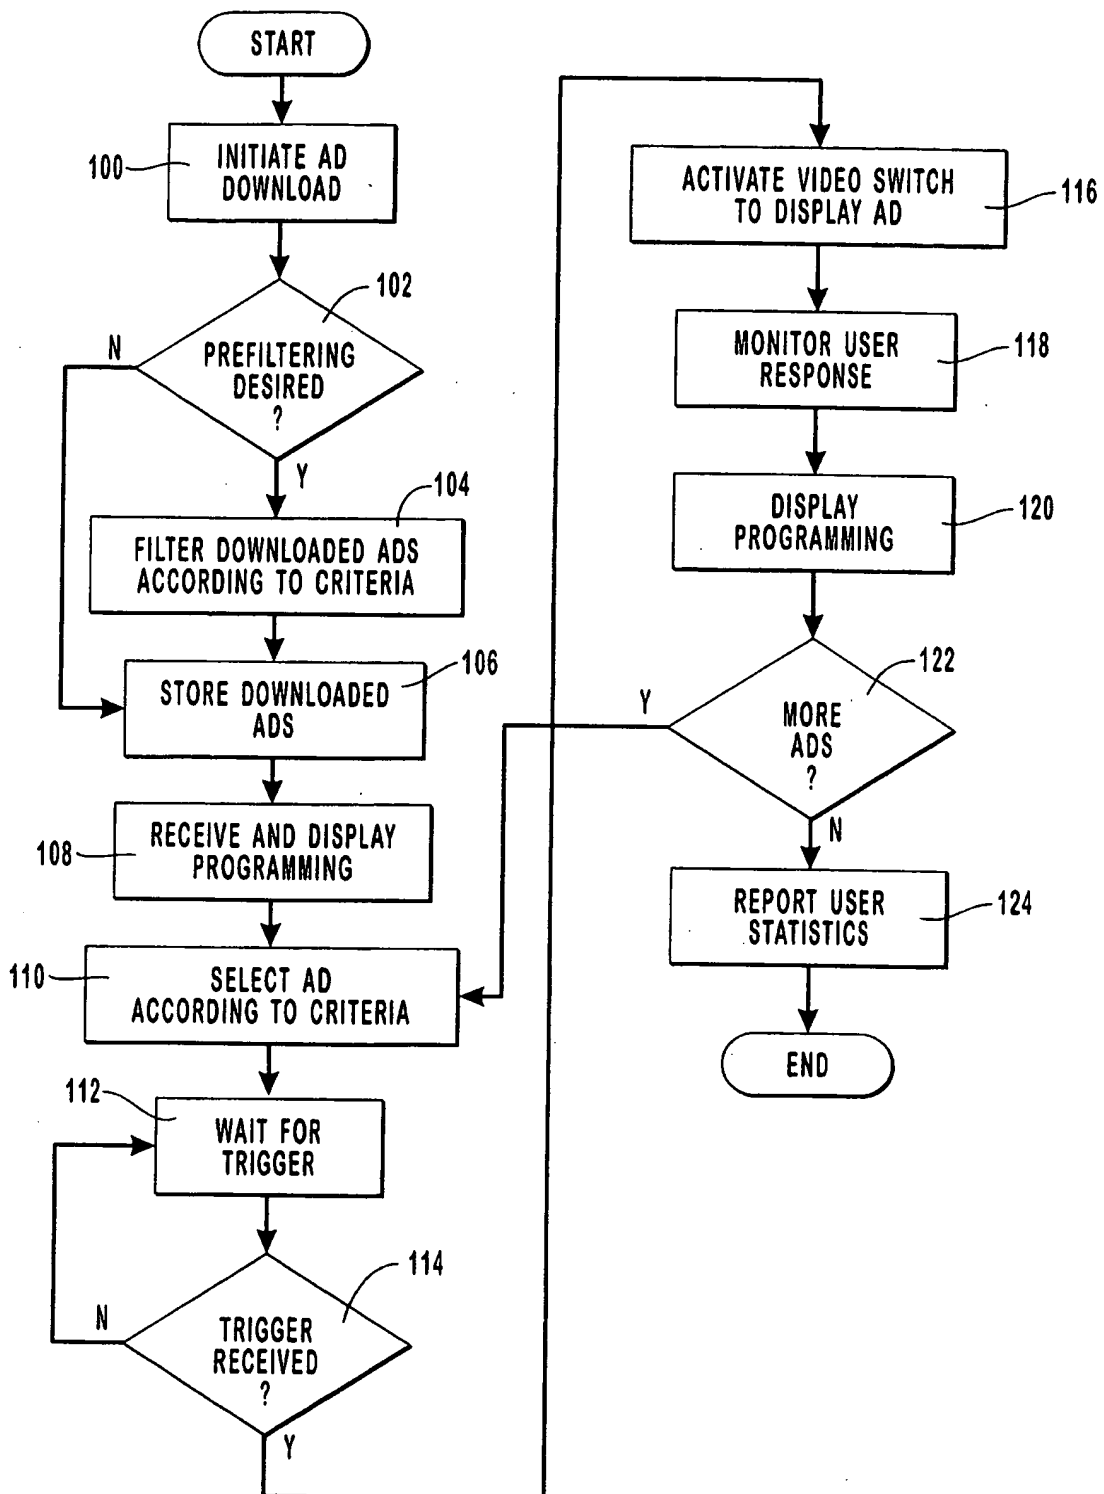 START
100
INITIATE AD
DOWNLOAD
102
N
PREFILTERING
DESIRED
?
Y
104
FILTER DOWNLOADED ADS
ACCORDING TO CRITERIA
106
STORE DOWNLOADED
ADS
108
RECEIVE AND DISPLAY
PROGRAMMING
110
SELECT AD
ACCORDING TO CRITERIA
112
WAIT FOR
TRIGGER
114
N
TRIGGER
RECEIVED
?
Y
ACTIVATE VIDEO SWITCH
TO DISPLAY AD
116
MONITOR USER
RESPONSE
118
DISPLAY
PROGRAMMING
120
122
Y
MORE
ADS
?
N
REPORT USER
STATISTICS
124
END